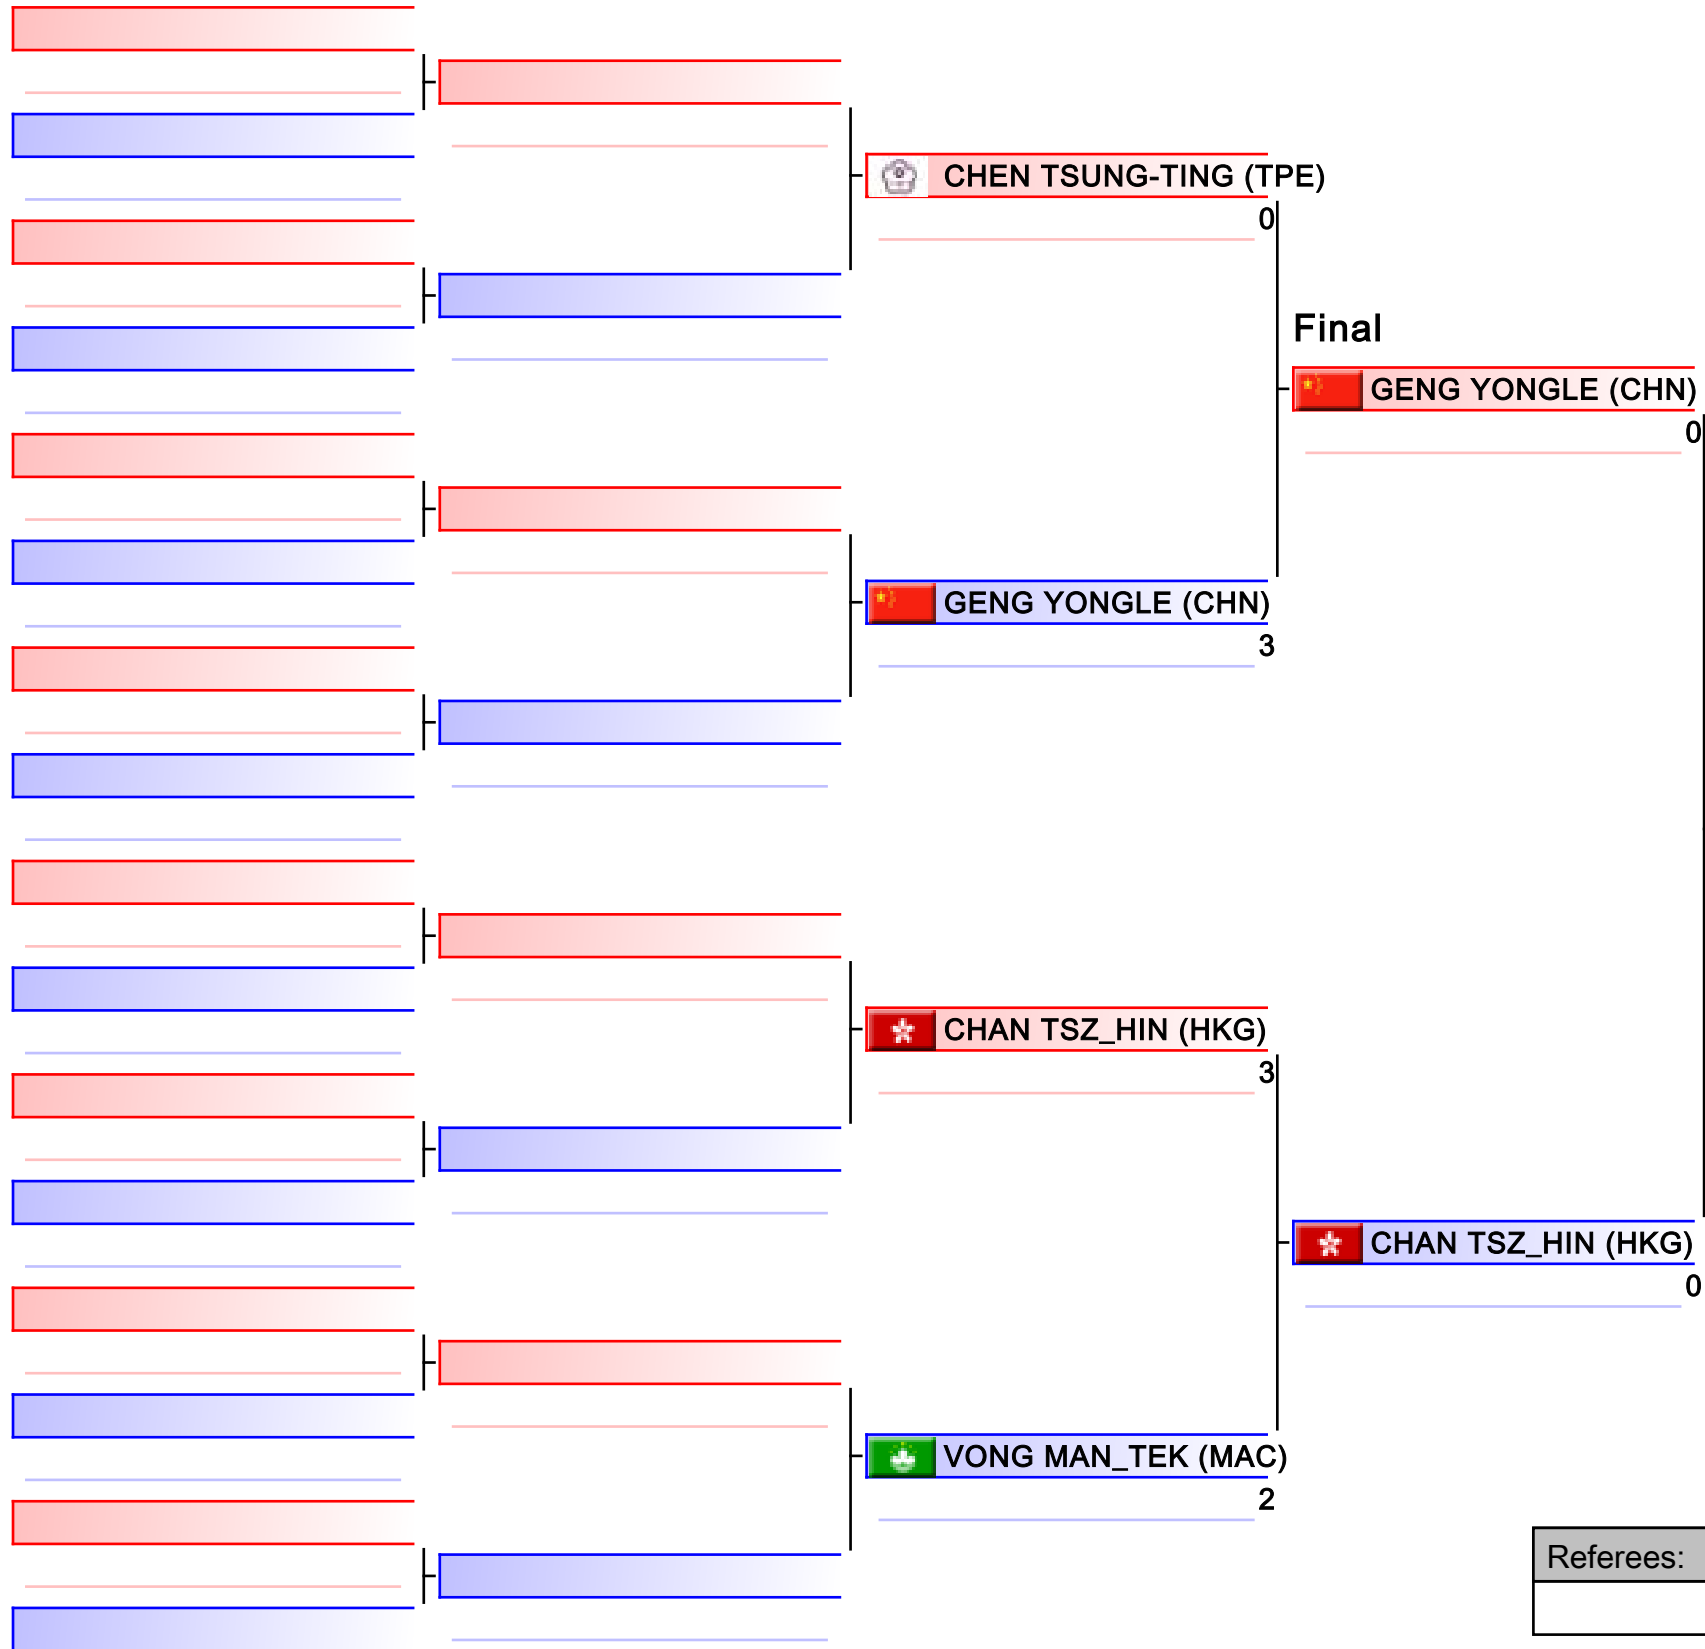 CHEN TSUNG-TING (TPE)
0
Final
GENG YONGLE (CHN)
0
GENG YONGLE (CHN)
3
CHAN TSZ_HIN (HKG)
3
CHAN TSZ_HIN (HKG)
0
VONG MAN_TEK (MAC)
2
Referees: